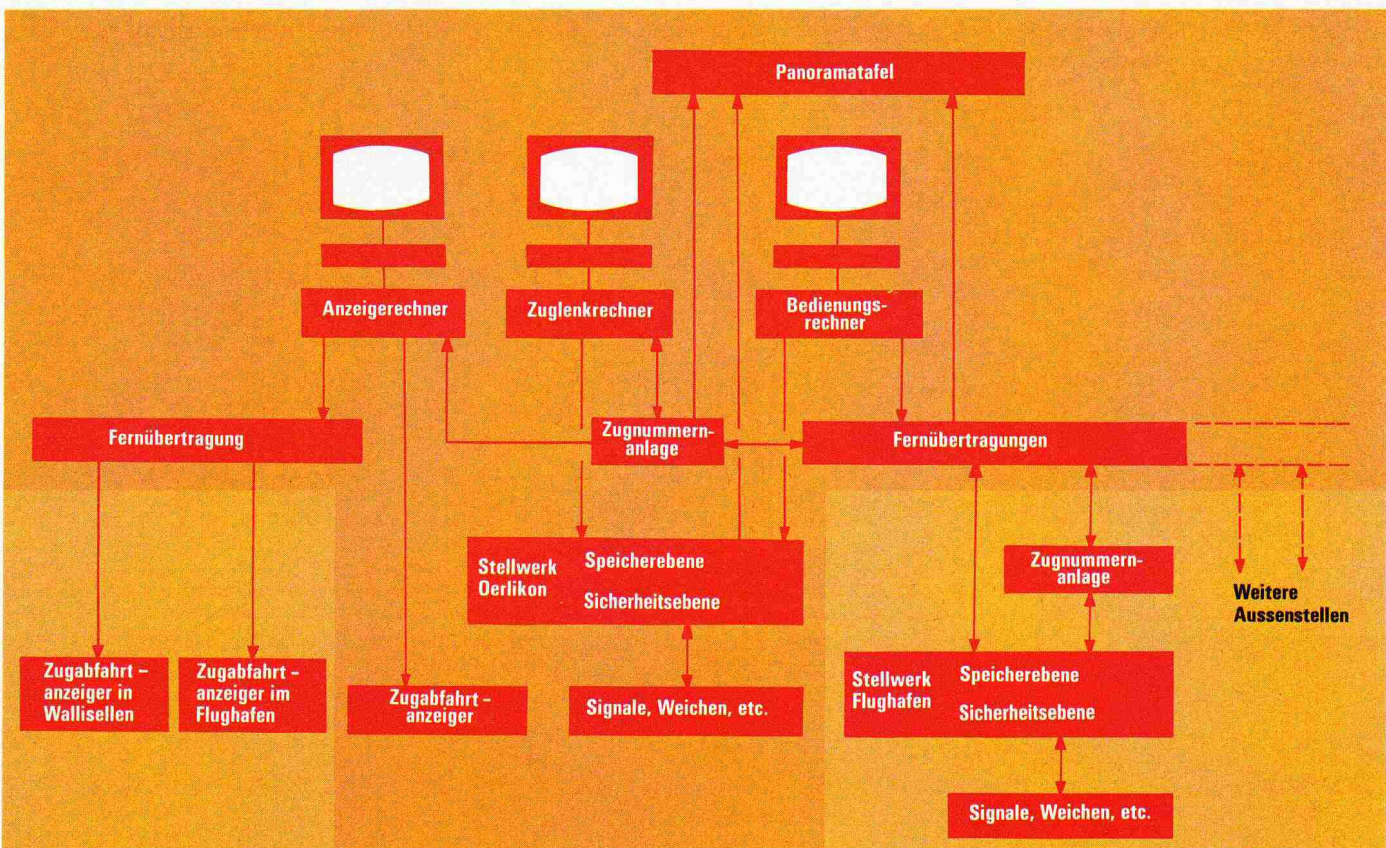 Panoramatafel
Anzeigerechner
Zuglenkrechner
Bedienungs-
rechner
Fernübertragung
Zugnummern-
anlage
Fernübertragungen
Stellwerk
Oerlikon
Speicherebene
Sicherheitsebene
Zugnummern-
anlage
Weitere
Aussenstellen
Zugabfahrt –
anzeiger in
Wallisellen
Zugabfahrt –
anzeiger im
Flughafen
Zugabfahrt –
anzeiger
Signale, Weichen, etc.
Stellwerk
Flughafen
Speicherebene
Sicherheitsebene
Signale, Weichen, etc.